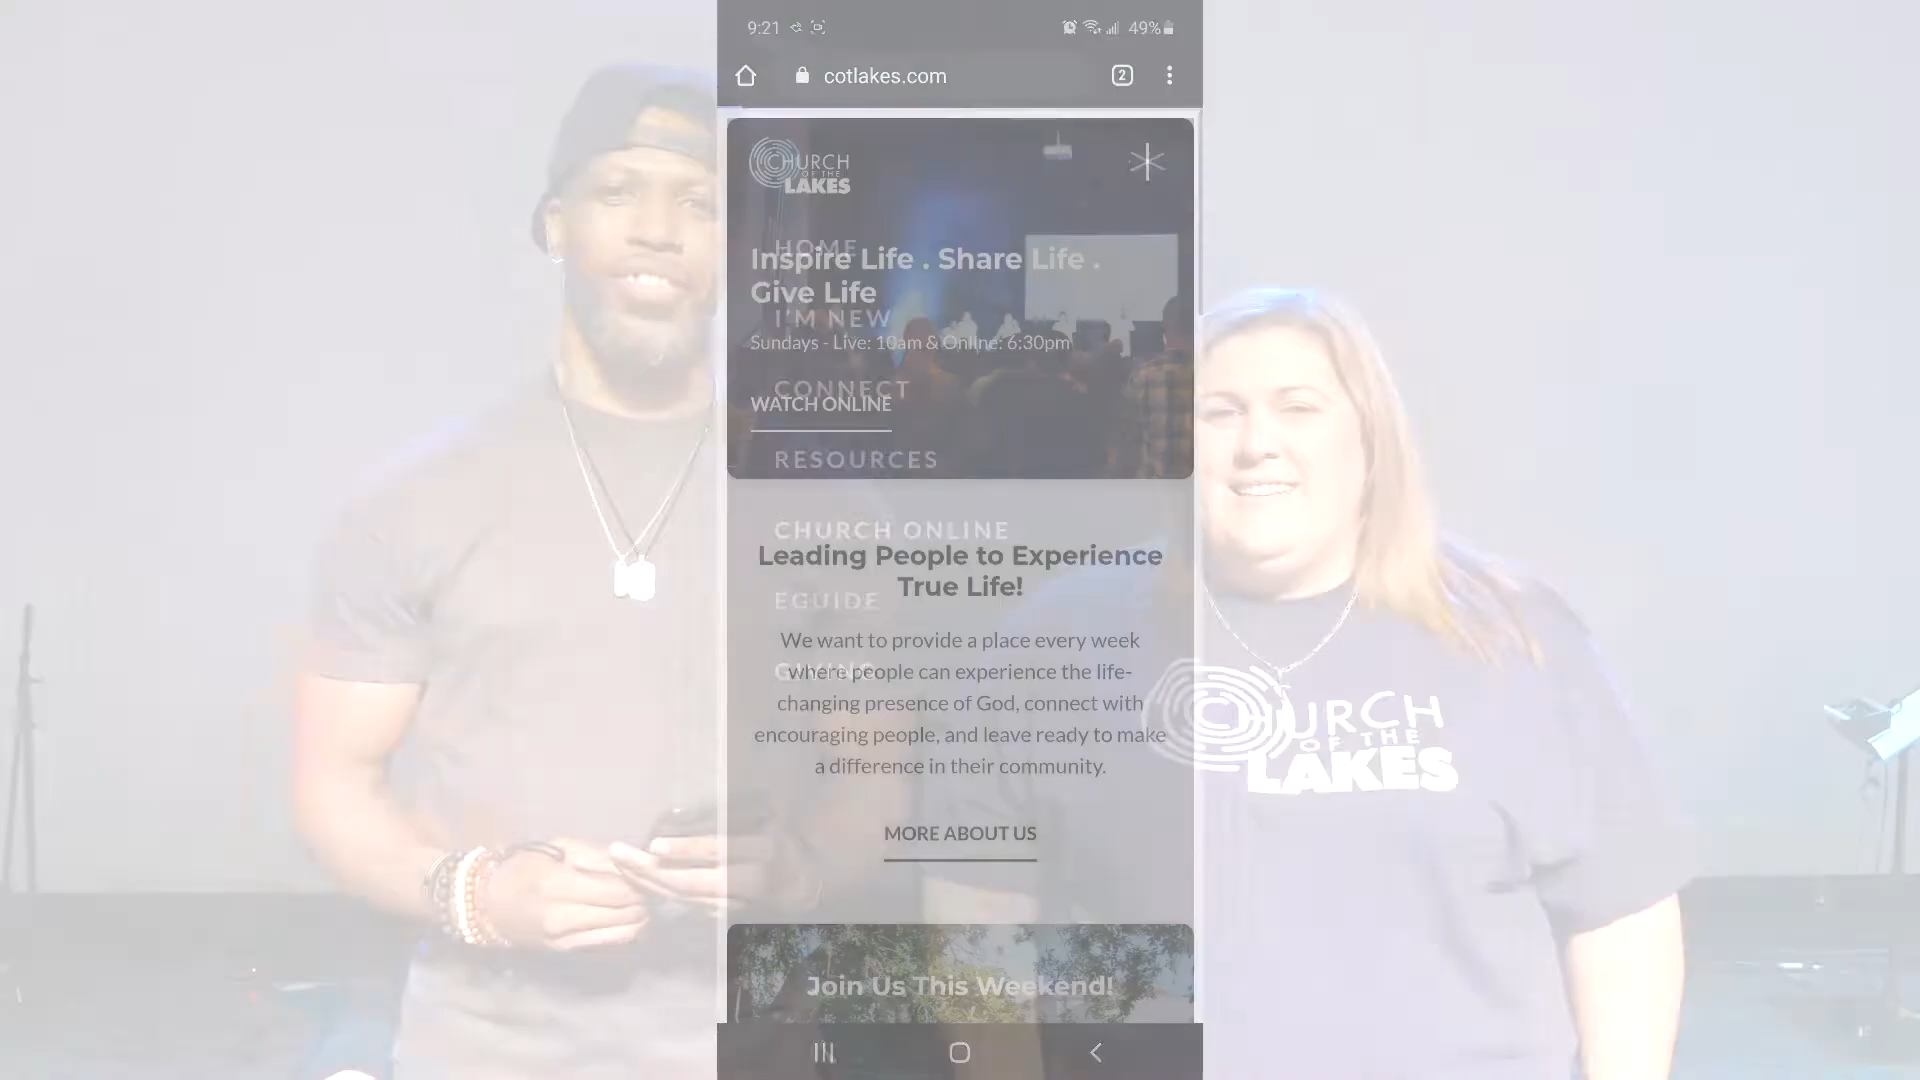 9:21
49%
cotlakes.com
2
CHURCH
OF THE
LAKES
HOME
Inspire Life . Share Life .
Give Life
I'M NEW
Sundays - Live: 10am & Online: 6:30pm
CONNECT
WATCH ONLINE
RESOURCES
CHURCH ONLINE
Leading People to Experience
True Life!
EGUIDE
We want to provide a place every week
GIVING
where people can experience the life-
changing presence of God, connect with
encouraging people, and leave ready to make
a difference in their community.
CHURCH
OF THE
LAKES
MORE ABOUT US
Join Us This Weekend!